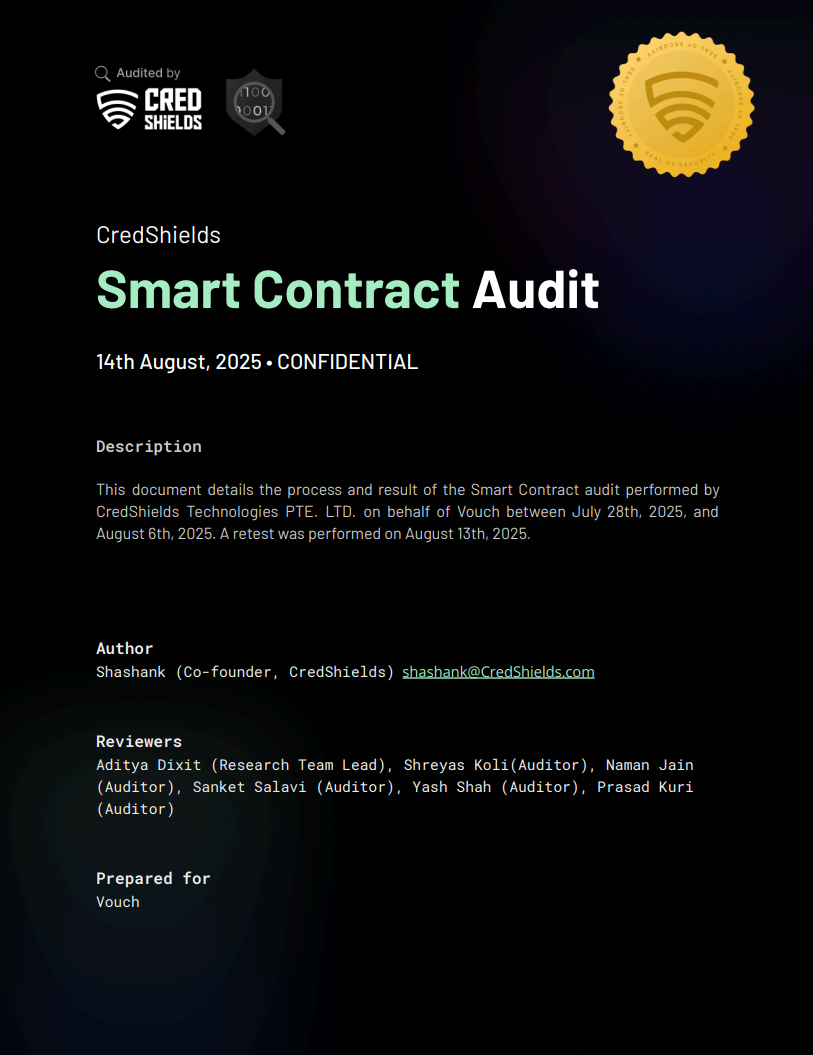 Audited by
CRED
SHiELDS
1100
0001
CredShields
Smart Contract Audit
14th August, 2025 • CONFIDENTIAL
Description
This document details the process and result of the Smart Contract audit performed by
CredShields Technologies PTE. LTD. on behalf of Vouch between July 28th, 2025, and
August 6th, 2025. A retest was performed on August 13th, 2025.
Author
Shashank (Co-founder, CredShields) shashank@CredShields.com
Reviewers
Aditya Dixit (Research Team Lead), Shreyas Koli(Auditor), Naman Jain
(Auditor), Sanket Salavi (Auditor), Yash Shah (Auditor), Prasad Kuri
(Auditor)
Prepared for
Vouch
SEAL OF SECURITY